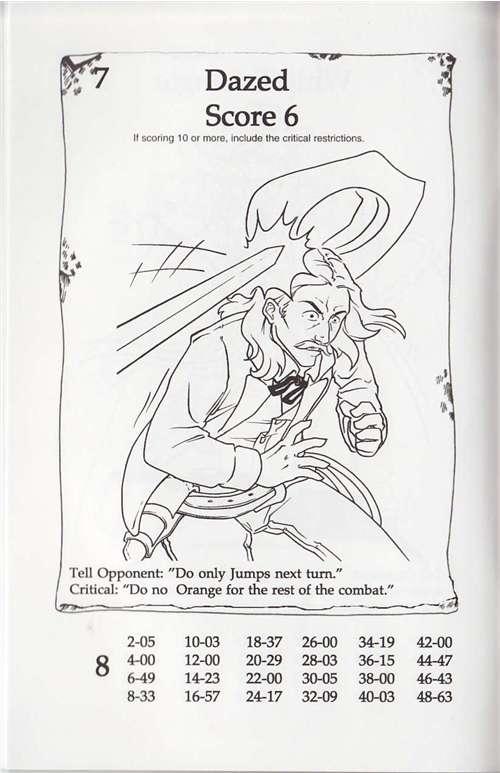 7
Dazed
Score 6
If scoring 10 or more, include the critical restrictions.
Tell Opponent: "Do only Jumps next turn."
Critical: "Do no Orange for the rest of the combat."
8
2-05 10-03 18-37 26-00 34-19 42-00
4-00 12-00 20-29 28-03 36-15 44-47
6-49 14-23 22-00 30-05 38-00 46-43
8-33 16-57 24-17 32-09 40-03 48-63